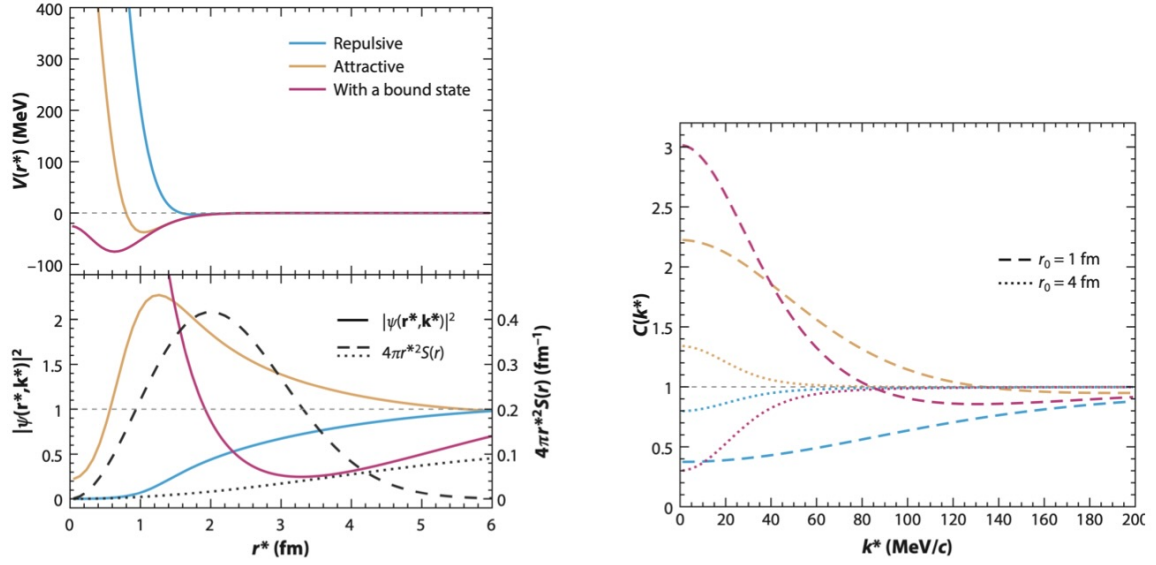 400
300
200
100
0
−100
V(r*) (MeV)
Repulsive
Attractive
With a bound state
2
1.5
1
0.5
0
|ψ(r*,k*)|²
|ψ(r*,k*)|²
4πr*²S(r)
0.4
0.3
0.2
0.1
0
4πr*²S(r) (fm⁻¹)
0 1 2 3 4 5 6
r* (fm)
3
2.5
2
1.5
1
0.5
0
C(k*)
r₀ = 1 fm
r₀ = 4 fm
0 20 40 60 80 100 120 140 160 180 200
k* (MeV/c)